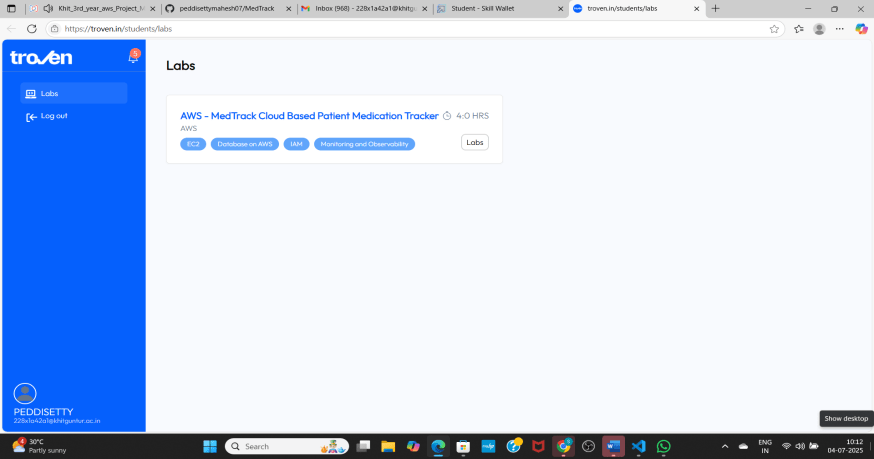 Khit_3rd_year_aws_Project_M
peddisettymahesh07/MedTrack
Inbox (968) - 228x1a42a1@khitgu
Student - Skill Wallet
troven.in/students/labs
https://troven.in/students/labs
troven
5
Labs
Log out
Labs
AWS - MedTrack Cloud Based Patient Medication Tracker
4:0 HRS
AWS
EC2
Database on AWS
IAM
Monitoring and Observability
Labs
PEDDISETTY
228x1a42a1@khitguntur.ac.in
Show desktop
4
30°C
Partly sunny
Search
ENG
IN
10:12
04-07-2025